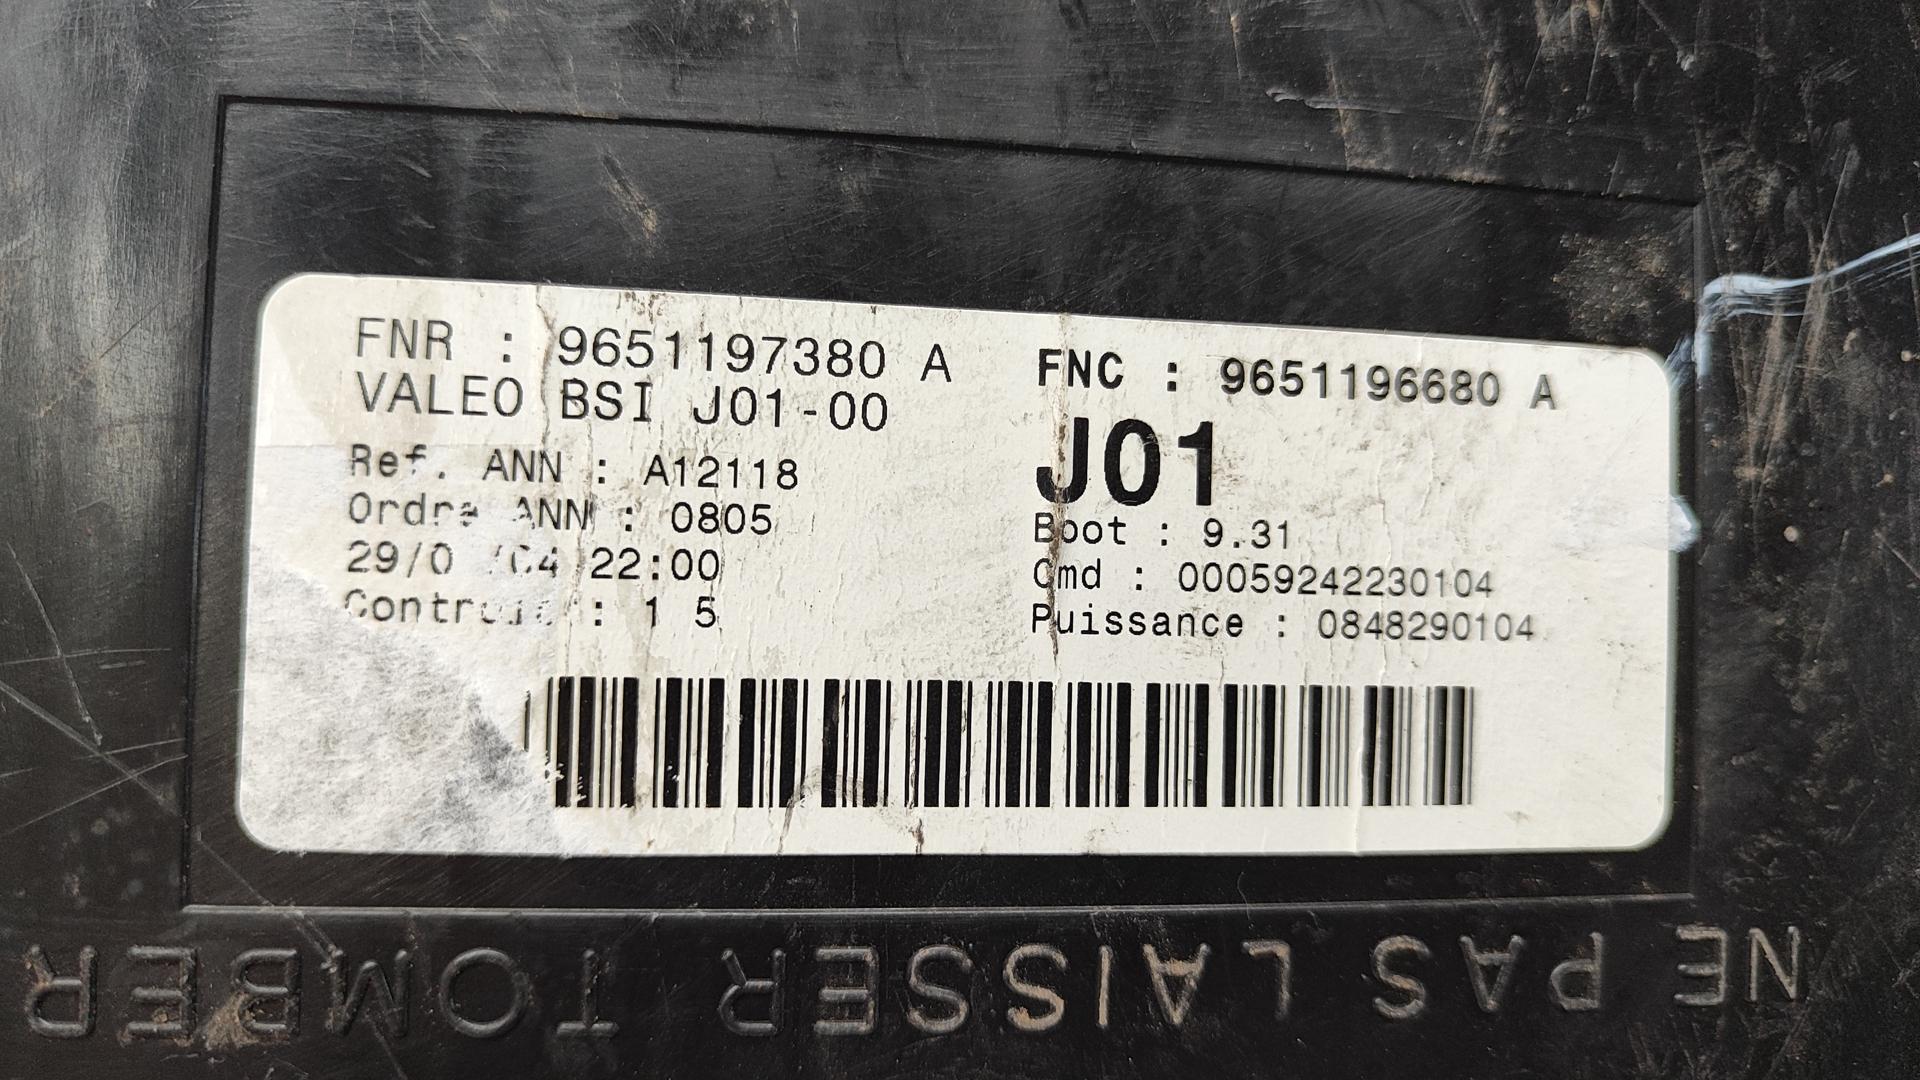 FNR : 9651197380 A
VALEO BSI J01-00
Ref. ANN : A12118
Ordre ANN : 0805
22:00
: 1 5
FNC : 9651196680 A
J01
Boot : 9.31
Cmd : 00059242230104
Puissance : 0848290104
NE PAS LAISSER TOMBER